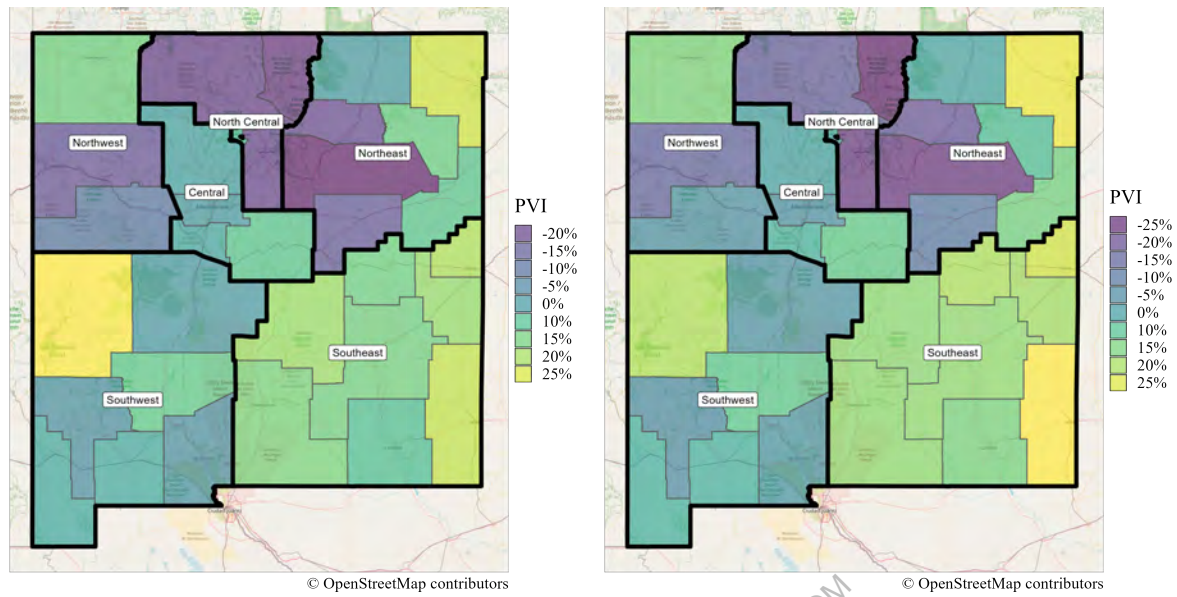 North Central
Northwest
Northeast
Central
Southeast
Southwest
PVI
-20%
-15%
-10%
-5%
0%
10%
15%
20%
25%
© OpenStreetMap contributors
North Central
Northwest
Northeast
Central
Southeast
Southwest
PVI
-25%
-20%
-15%
-10%
-5%
0%
10%
15%
20%
25%
© OpenStreetMap contributors
OM